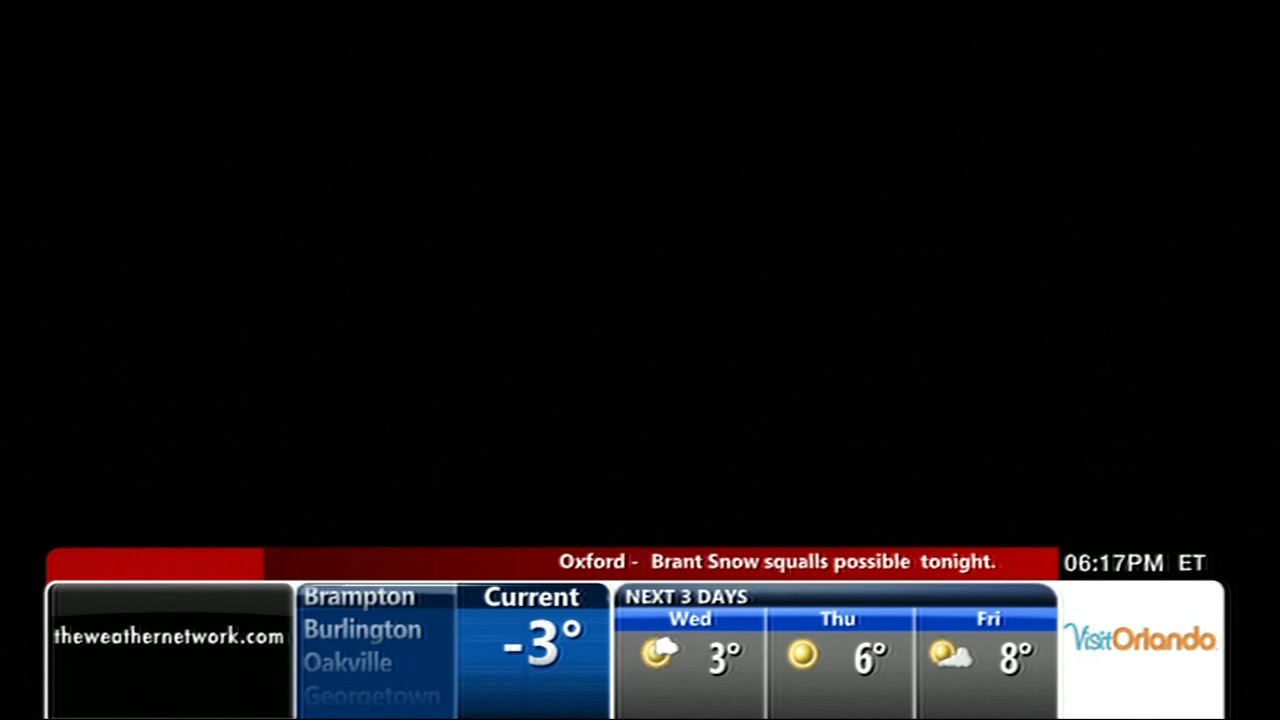 Oxford - Brant Snow squalls possible tonight.
06:17PM ET
theweathernetwork.com
Brampton
Burlington
Oakville
Georgetown
Current
-3°
NEXT 3 DAYS
Wed
3°
Thu
6°
Fri
8°
VisitOrlando